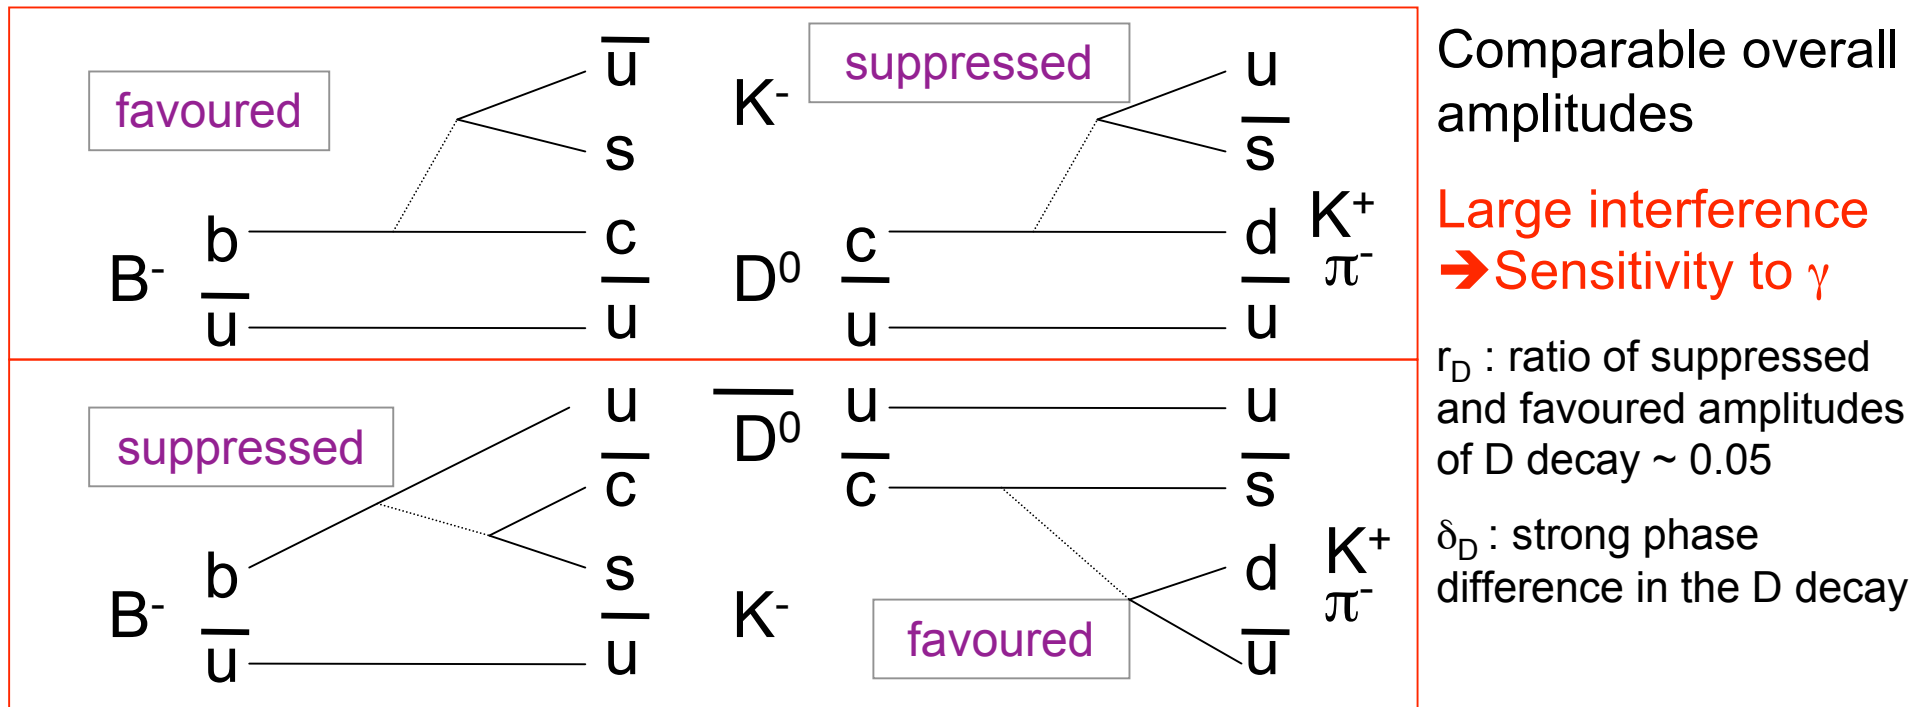 favoured
u̅
s
K⁻
b
c
B⁻
u̅
u̅
suppressed
u
s̅
c
d
K⁺
D⁰
π⁻
u̅
u̅
suppressed
u
c̅
b
s
B⁻
u̅
u̅
D̅⁰
u
u
c̅
s̅
K⁻
d
K⁺
π⁻
favoured
u̅
Comparable overall
amplitudes
Large interference
➔Sensitivity to γ
r_D : ratio of suppressed
and favoured amplitudes
of D decay ~ 0.05
δ_D : strong phase
difference in the D decay